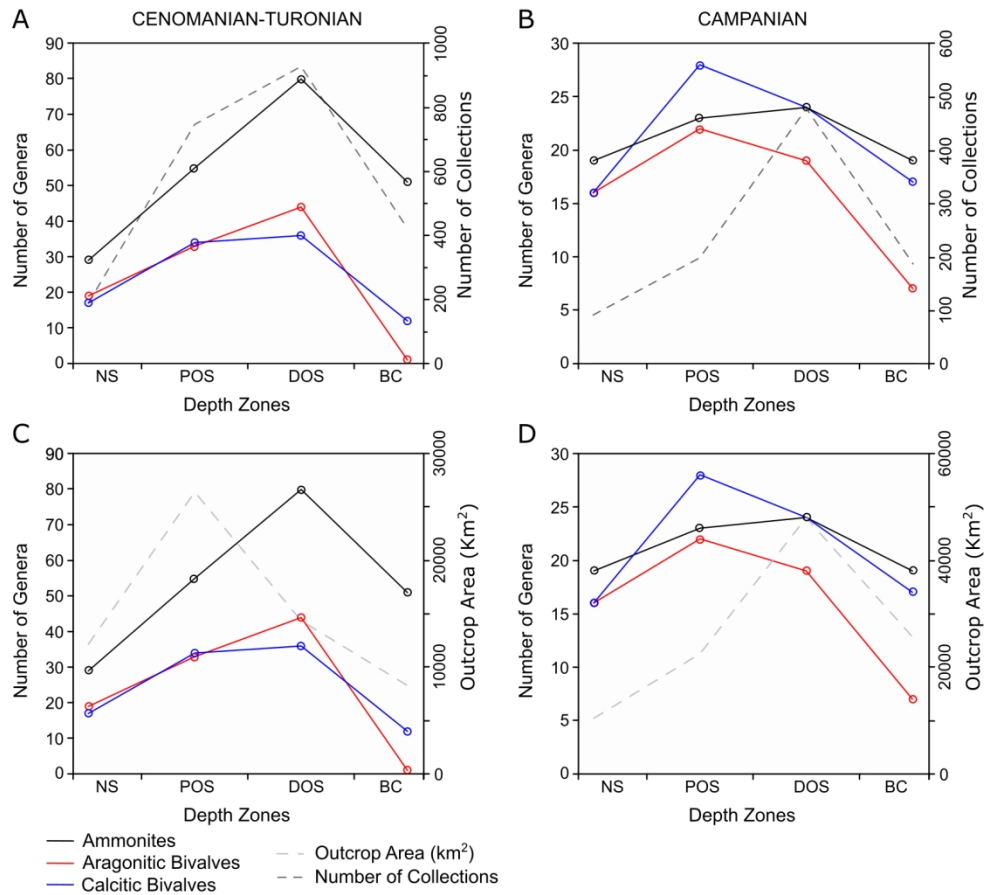 A CENOMANIAN-TURONIAN
90
80
70
60
50
40
30
20
10
0
Number of Genera
1000
800
600
400
200
0
Number of Collections
NS POS DOS BC
Depth Zones
B CAMPANIAN
30
25
20
15
10
5
0
Number of Genera
600
500
400
300
200
100
0
Number of Collections
NS POS DOS BC
Depth Zones
C
90
80
70
60
50
40
30
20
10
0
Number of Genera
30000
20000
10000
0
Outcrop Area (Km²)
NS POS DOS BC
Depth Zones
D
30
25
20
15
10
5
0
Number of Genera
60000
40000
20000
0
Outcrop Area (Km²)
NS POS DOS BC
Depth Zones
Ammonites
Aragonitic Bivalves
Calcitic Bivalves
Outcrop Area (km²)
Number of Collections